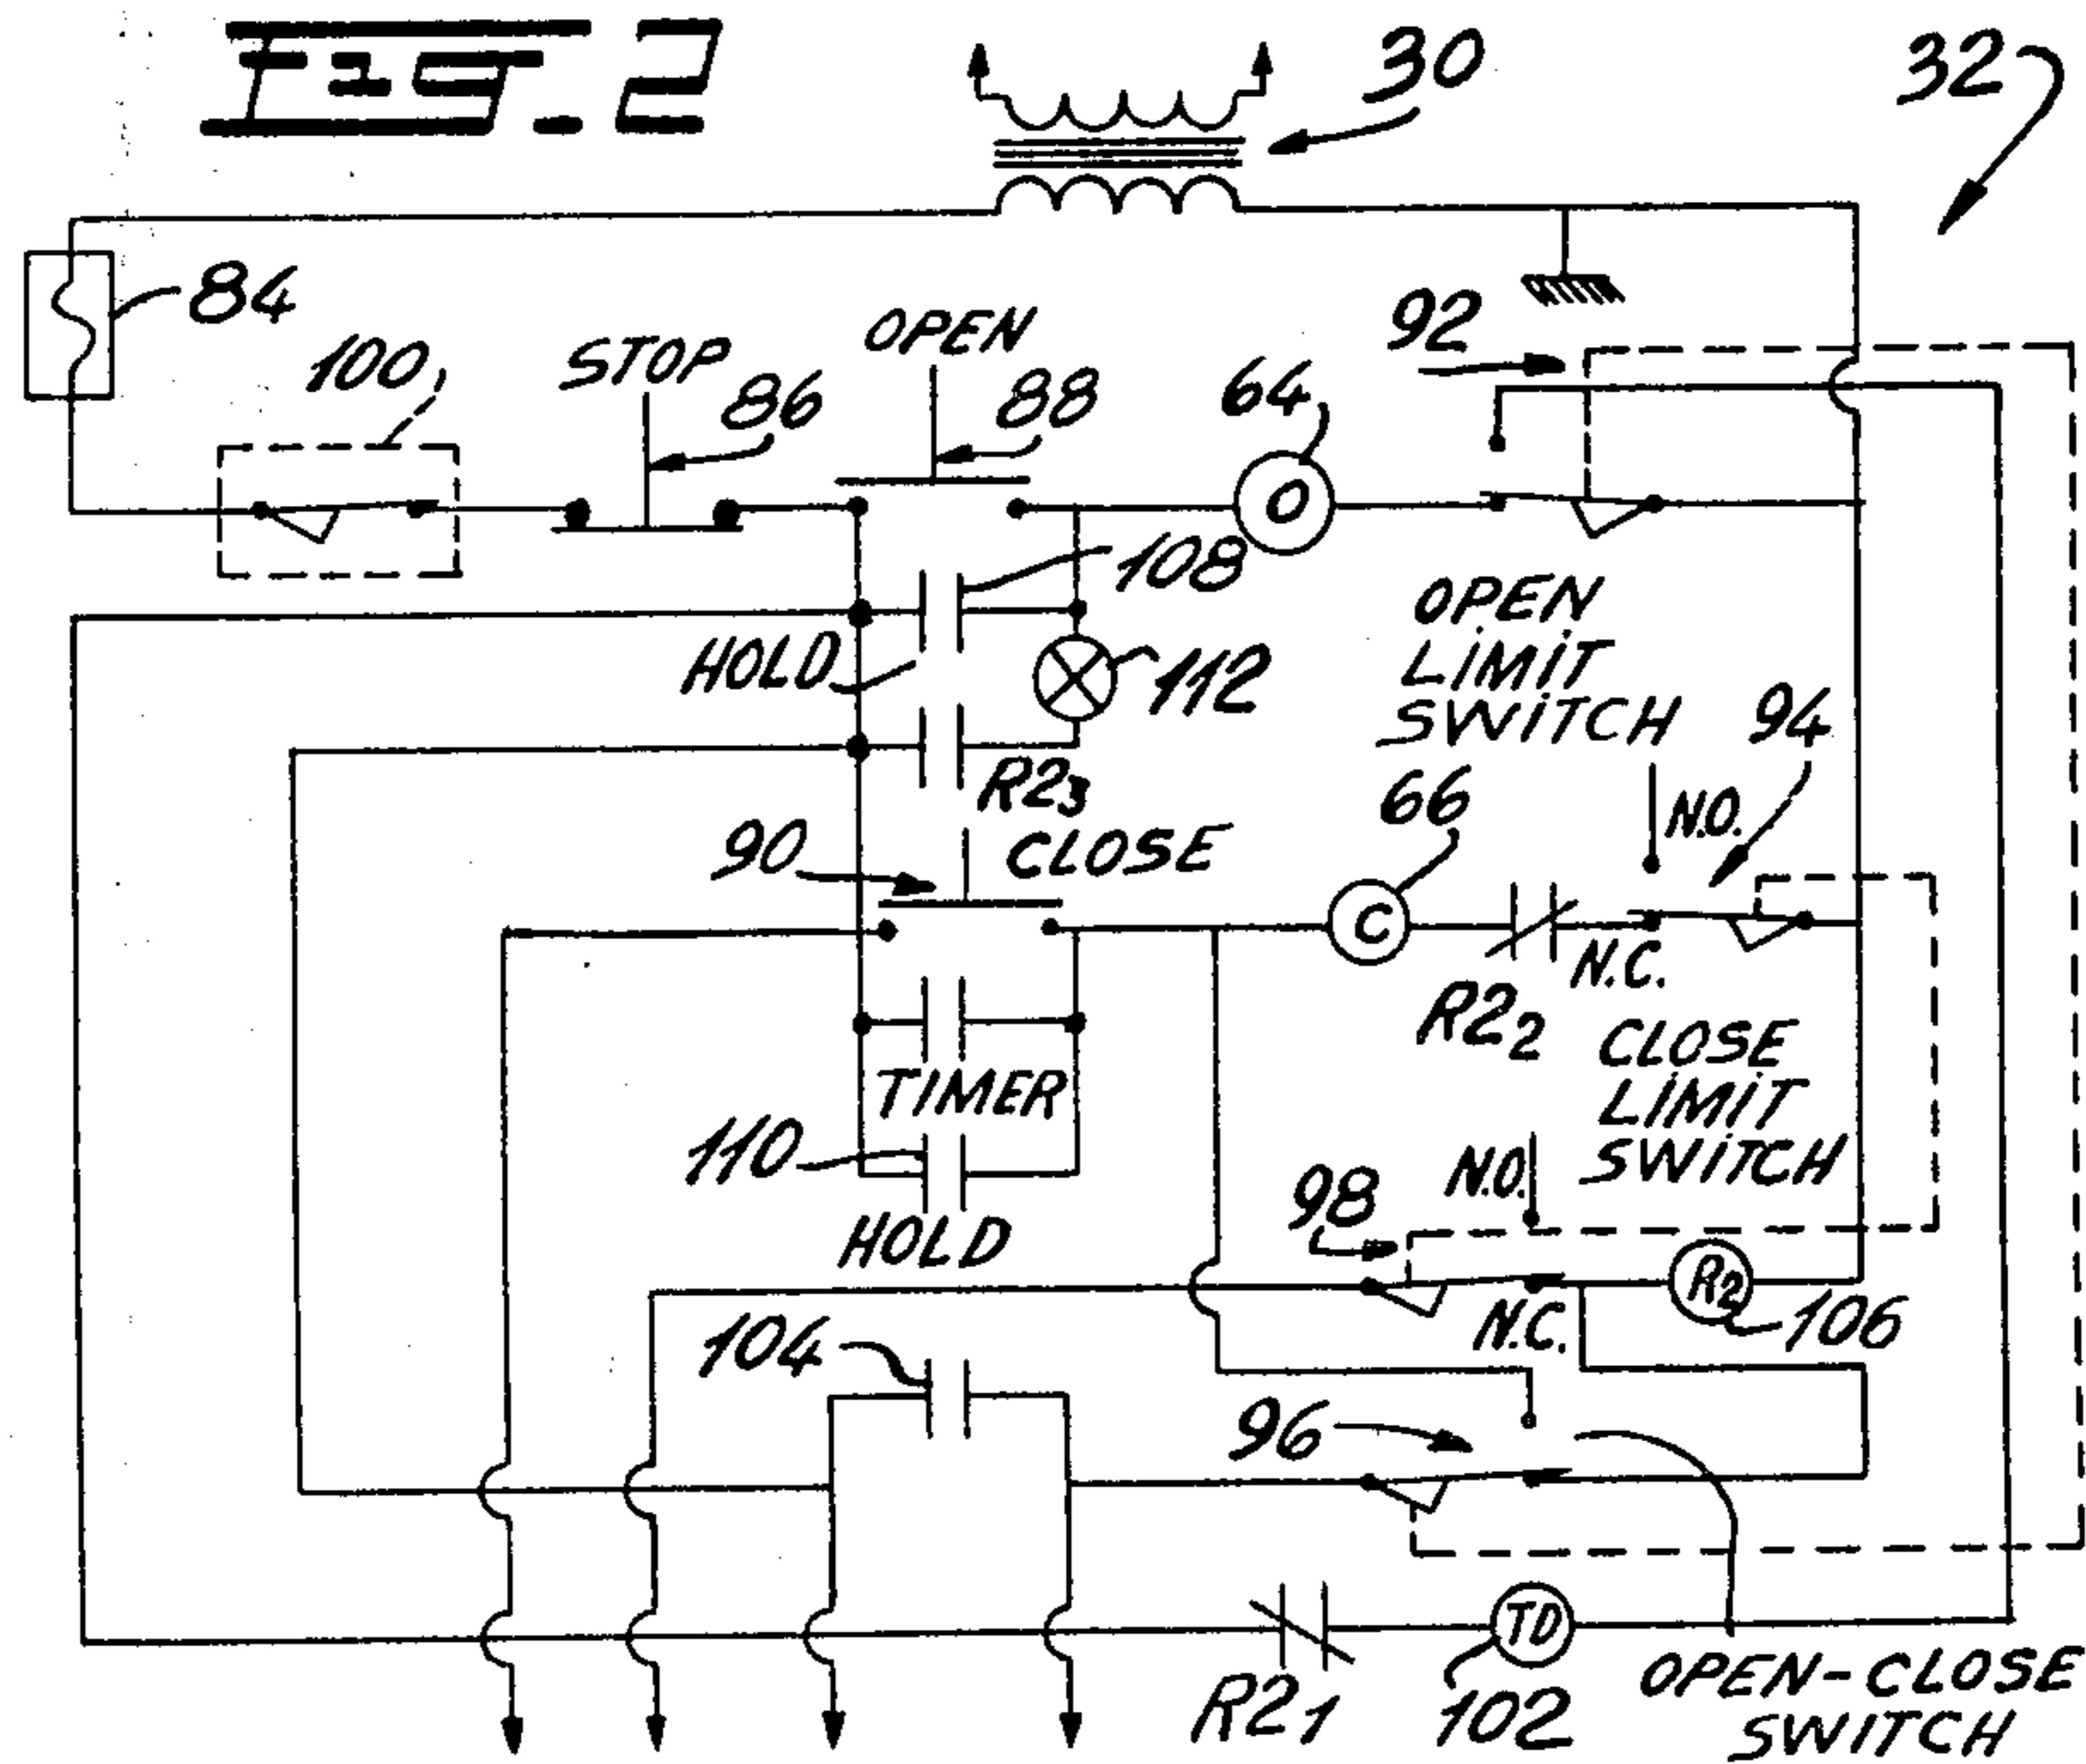 Fig. 2
30
32
84
100
STOP
86
OPEN
88
64
92
O
108
HOLD
112
OPEN
LIMIT
SWITCH
94
R23
66
N.O.
90
CLOSE
C
N.C.
R22
CLOSE
LIMIT
SWITCH
TIMER
110
HOLD
98
N.O.
R2
N.C.
106
104
96
TD
R21
102
OPEN-CLOSE
SWITCH